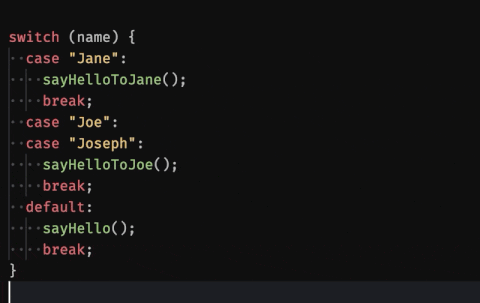 switch (name) {
  case "Jane":
    sayHelloToJane();
    break;
  case "Joe":
  case "Joseph":
    sayHelloToJoe();
    break;
  default:
    sayHello();
    break;
}